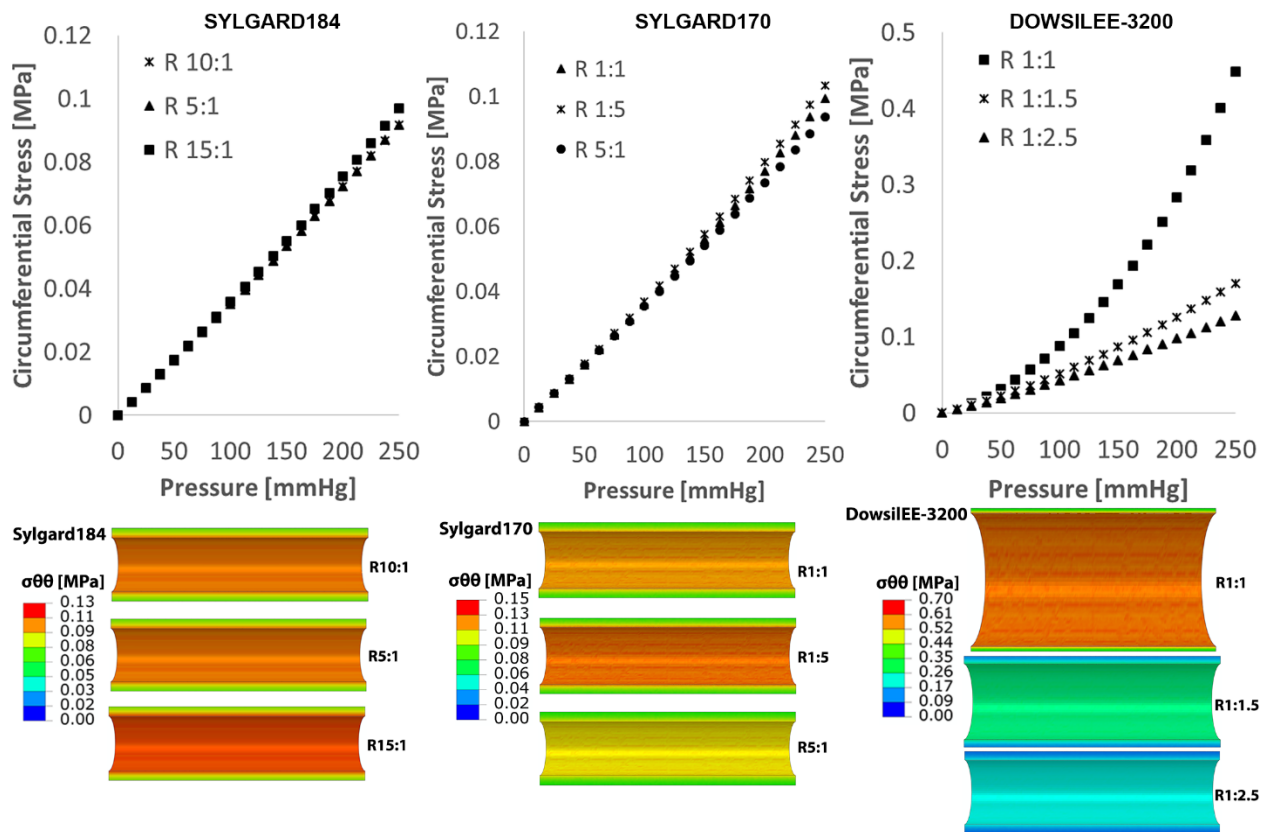 SYLGARD184
Circumferential Stress [MPa]
0.12
0.1
0.08
0.06
0.04
0.02
0
R 10:1
R 5:1
R 15:1
0 50 100 150 200 250
Pressure [mmHg]
SYLGARD170
Circumferential Stress [MPa]
0.12
0.1
0.08
0.06
0.04
0.02
0
R 1:1
R 1:5
R 5:1
0 50 100 150 200 250
Pressure [mmHg]
DOWSILEE-3200
Circumferential Stress [MPa]
0.5
0.4
0.3
0.2
0.1
0
R 1:1
R 1:1.5
R 1:2.5
0 50 100 150 200 250
Pressure [mmHg]
Sylgard184
σθθ [MPa]
0.13
0.11
0.09
0.08
0.06
0.05
0.03
0.02
0.00
R10:1
R5:1
R15:1
Sylgard170
σθθ [MPa]
0.15
0.13
0.11
0.09
0.08
0.06
0.04
0.02
0.00
R1:1
R1:5
R5:1
DowsilEE-3200
σθθ [MPa]
0.70
0.61
0.52
0.44
0.35
0.26
0.17
0.09
0.00
R1:1
R1:1.5
R1:2.5